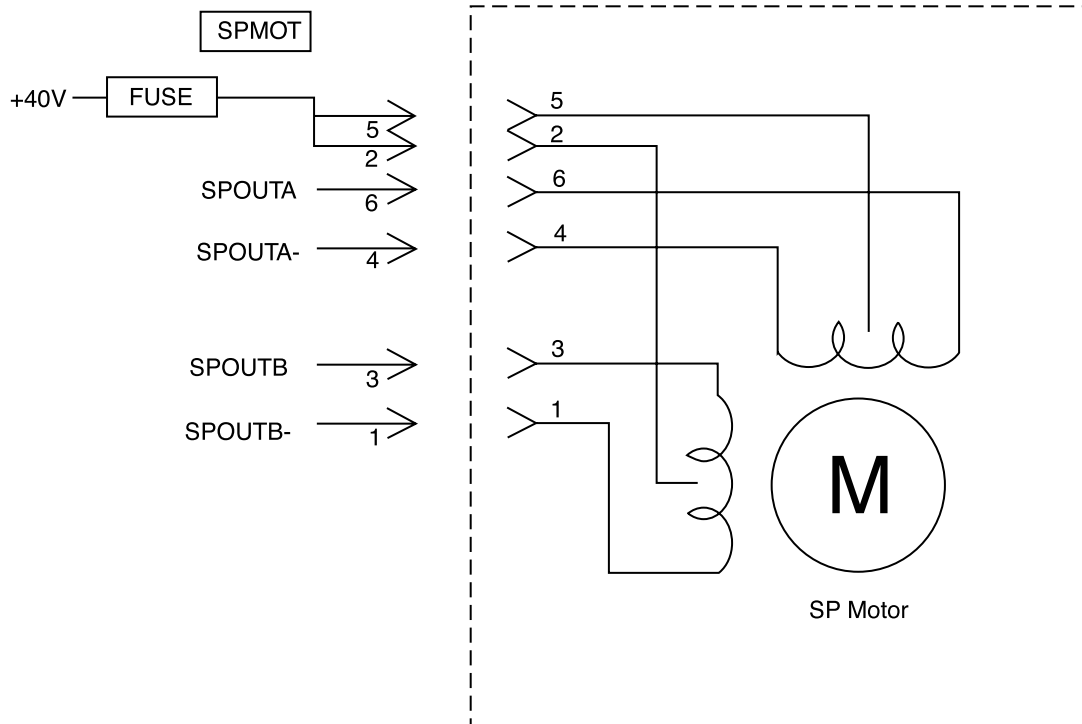 SPMOT
+40V
FUSE
5
2
SPOUTA
6
SPOUTA-
4
SPOUTB
3
SPOUTB-
1
5
2
6
4
3
1
M
SP Motor